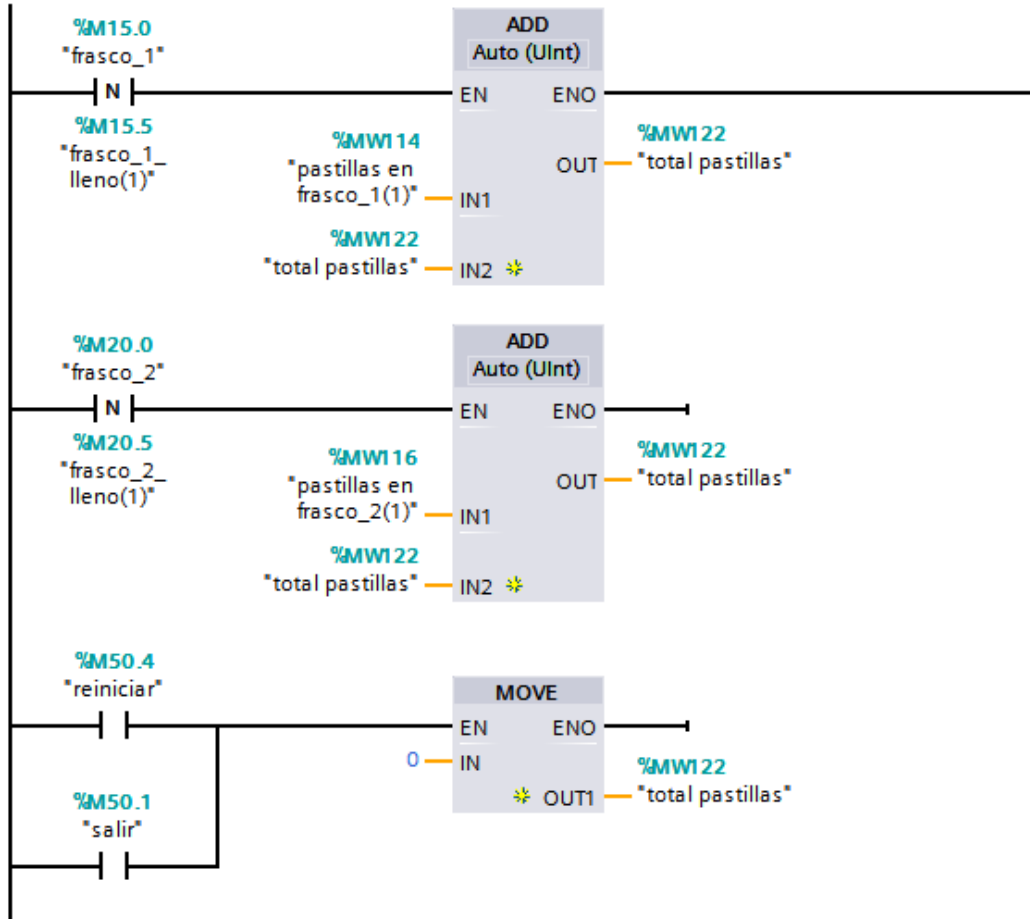 %M15.0
"frasco_1"
N
%M15.5
"frasco_1_
lleno(1)"
ADD
Auto (UInt)
EN ENO
%MW114
"pastillas en
frasco_1(1)"
IN1
OUT
%MW122
"total pastillas"
%MW122
"total pastillas"
IN2
%M20.0
"frasco_2"
N
%M20.5
"frasco_2_
lleno(1)"
ADD
Auto (UInt)
EN ENO
%MW116
"pastillas en
frasco_2(1)"
IN1
OUT
%MW122
"total pastillas"
%MW122
"total pastillas"
IN2
%M50.4
"reiniciar"
%M50.1
"salir"
MOVE
EN ENO
0 IN
OUT1
%MW122
"total pastillas"